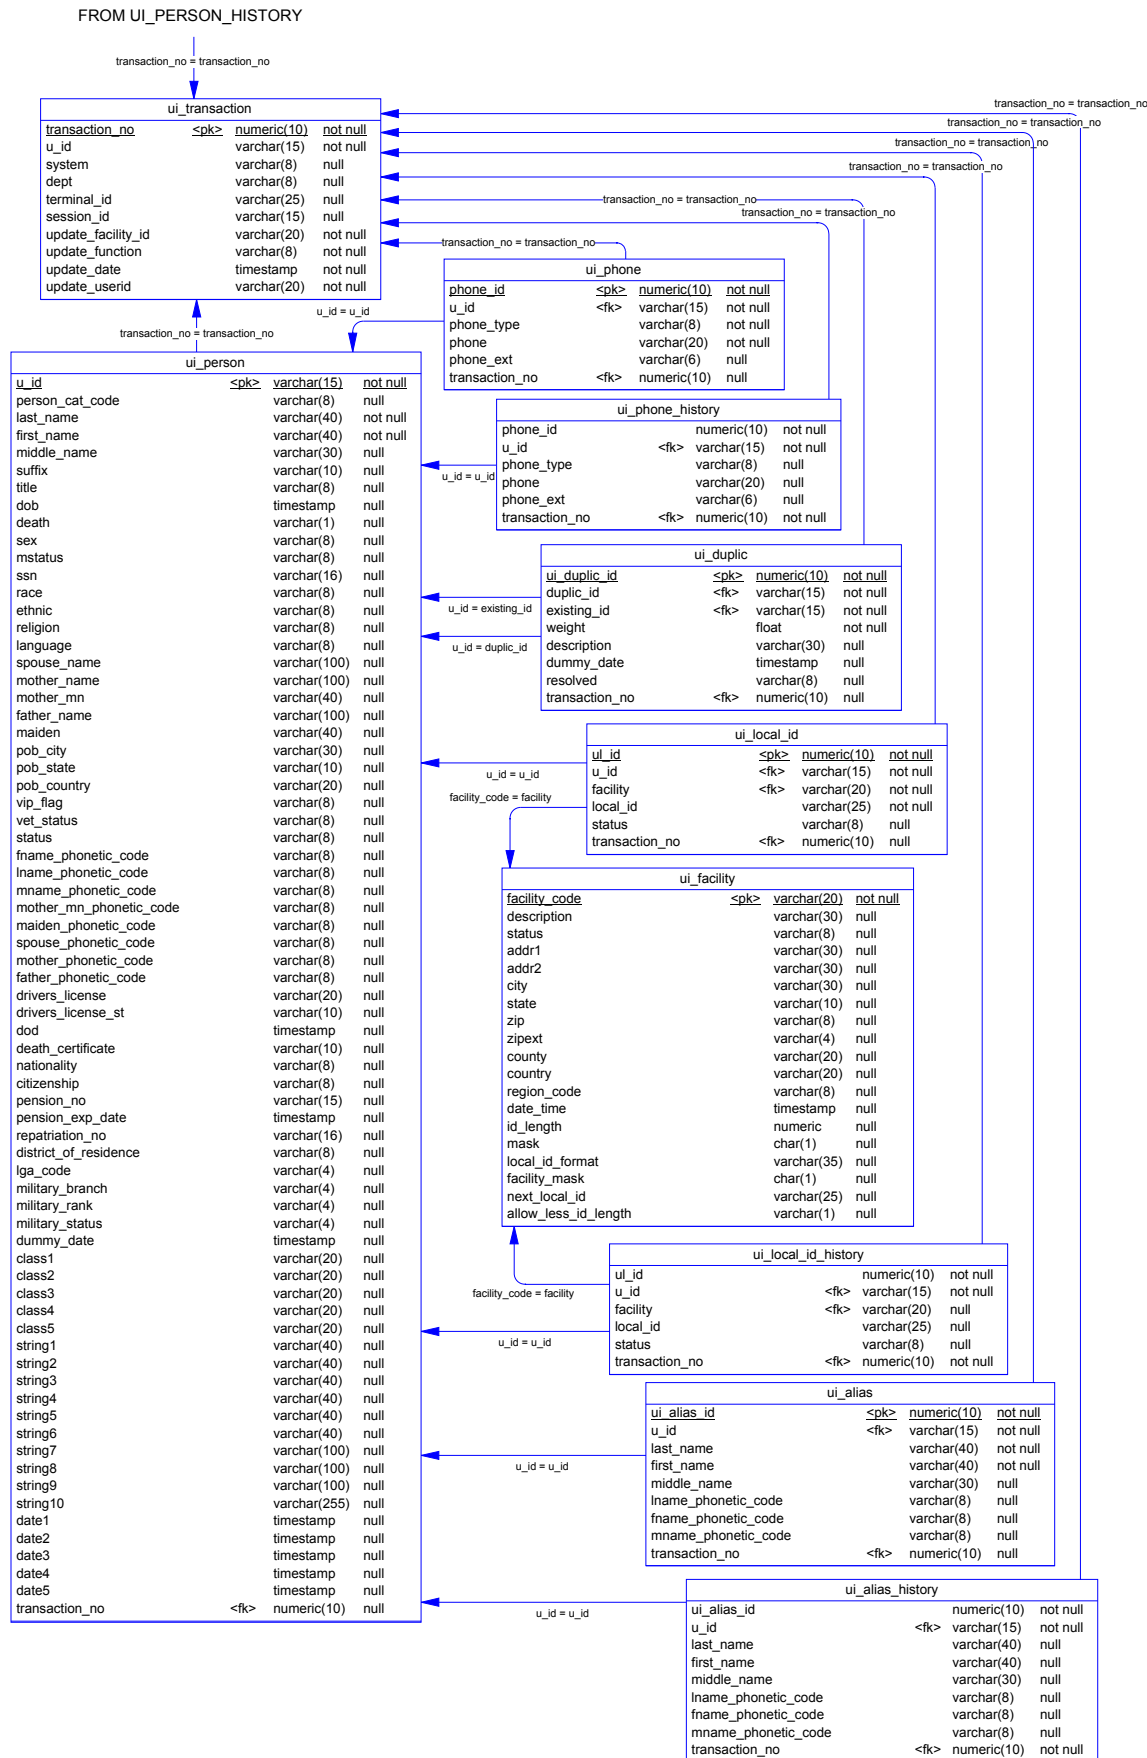 FROM UI_PERSON_HISTORY
transaction_no = transaction_no
ui_transaction
transaction_no <pk> numeric(10) not null
u_id varchar(15) not null
system varchar(8) null
dept varchar(8) null
terminal_id varchar(25) null
session_id varchar(15) null
update_facility_id varchar(20) not null
update_function varchar(8) not null
update_date timestamp not null
update_userid varchar(20) not null
transaction_no = transaction_no
transaction_no = transaction_no
transaction_no = transaction_no
transaction_no = transaction_no
transaction_no = transaction_no
transaction_no = transaction_no
transaction_no = transaction_no
u_id = u_id
transaction_no = transaction_no
ui_phone
phone_id <pk> numeric(10) not null
u_id <fk> varchar(15) not null
phone_type varchar(8) not null
phone varchar(20) not null
phone_ext varchar(6) null
transaction_no <fk> numeric(10) null
ui_person
u_id <pk> varchar(15) not null
person_cat_code varchar(8) null
last_name varchar(40) not null
first_name varchar(40) not null
middle_name varchar(30) null
suffix varchar(10) null
title varchar(8) null
dob timestamp null
death varchar(1) null
sex varchar(8) null
mstatus varchar(8) null
ssn varchar(16) null
race varchar(8) null
ethnic varchar(8) null
religion varchar(8) null
language varchar(8) null
spouse_name varchar(100) null
mother_name varchar(100) null
mother_mn varchar(40) null
father_name varchar(100) null
maiden varchar(40) null
pob_city varchar(30) null
pob_state varchar(10) null
pob_country varchar(20) null
vip_flag varchar(8) null
vet_status varchar(8) null
status varchar(8) null
fname_phonetic_code varchar(8) null
lname_phonetic_code varchar(8) null
mname_phonetic_code varchar(8) null
mother_mn_phonetic_code varchar(8) null
maiden_phonetic_code varchar(8) null
spouse_phonetic_code varchar(8) null
mother_phonetic_code varchar(8) null
father_phonetic_code varchar(8) null
drivers_license varchar(20) null
drivers_license_st varchar(10) null
dod timestamp null
death_certificate varchar(10) null
nationality varchar(8) null
citizenship varchar(8) null
pension_no varchar(15) null
pension_exp_date timestamp null
repatriation_no varchar(16) null
district_of_residence varchar(8) null
lga_code varchar(4) null
military_branch varchar(4) null
military_rank varchar(4) null
military_status varchar(4) null
dummy_date timestamp null
class1 varchar(20) null
class2 varchar(20) null
class3 varchar(20) null
class4 varchar(20) null
class5 varchar(20) null
string1 varchar(40) null
string2 varchar(40) null
string3 varchar(40) null
string4 varchar(40) null
string5 varchar(40) null
string6 varchar(40) null
string7 varchar(100) null
string8 varchar(100) null
string9 varchar(100) null
string10 varchar(255) null
date1 timestamp null
date2 timestamp null
date3 timestamp null
date4 timestamp null
date5 timestamp null
transaction_no <fk> numeric(10) null
ui_phone_history
phone_id numeric(10) not null
u_id <fk> varchar(15) not null
phone_type varchar(8) null
phone varchar(20) null
phone_ext varchar(6) null
transaction_no <fk> numeric(10) not null
u_id = u_id
ui_duplic
ui_duplic_id <pk> numeric(10) not null
duplic_id <fk> varchar(15) not null
existing_id <fk> varchar(15) not null
weight float not null
description varchar(30) null
dummy_date timestamp null
resolved varchar(8) null
transaction_no <fk> numeric(10) null
u_id = existing_id
u_id = duplic_id
ui_local_id
ul_id <pk> numeric(10) not null
u_id <fk> varchar(15) not null
facility <fk> varchar(20) not null
local_id varchar(25) not null
status varchar(8) null
transaction_no <fk> numeric(10) null
u_id = u_id
facility_code = facility
ui_facility
facility_code <pk> varchar(20) not null
description varchar(30) null
status varchar(8) null
addr1 varchar(30) null
addr2 varchar(30) null
city varchar(30) null
state varchar(10) null
zip varchar(8) null
zipext varchar(4) null
county varchar(20) null
country varchar(20) null
region_code varchar(8) null
date_time timestamp null
id_length numeric null
mask char(1) null
local_id_format varchar(35) null
facility_mask char(1) null
next_local_id varchar(25) null
allow_less_id_length varchar(1) null
ui_local_id_history
ul_id numeric(10) not null
u_id <fk> varchar(15) not null
facility <fk> varchar(20) null
local_id varchar(25) null
status varchar(8) null
transaction_no <fk> numeric(10) not null
facility_code = facility
u_id = u_id
ui_alias
ui_alias_id <pk> numeric(10) not null
u_id <fk> varchar(15) not null
last_name varchar(40) not null
first_name varchar(40) not null
middle_name varchar(30) null
lname_phonetic_code varchar(8) null
fname_phonetic_code varchar(8) null
mname_phonetic_code varchar(8) null
transaction_no <fk> numeric(10) null
u_id = u_id
ui_alias_history
ui_alias_id numeric(10) not null
u_id <fk> varchar(15) not null
last_name varchar(40) null
first_name varchar(40) null
middle_name varchar(30) null
lname_phonetic_code varchar(8) null
fname_phonetic_code varchar(8) null
mname_phonetic_code varchar(8) null
transaction_no <fk> numeric(10) not null
u_id = u_id